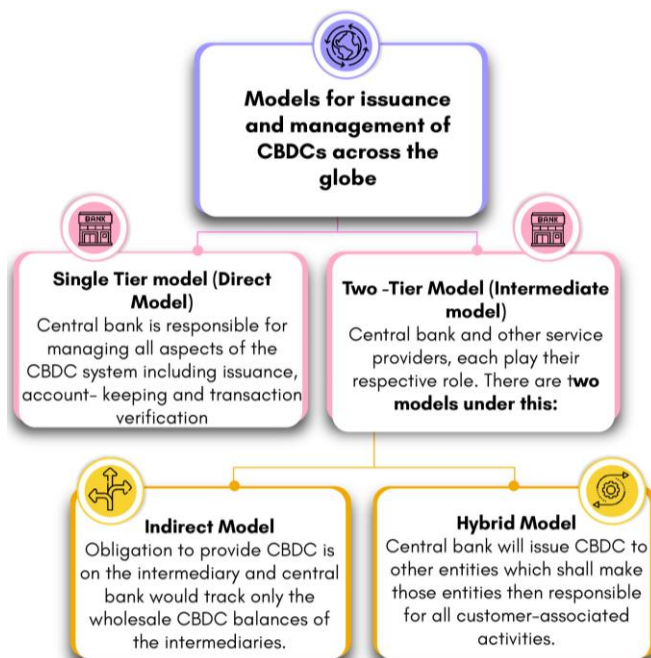 Models for issuance
and management of
CBDCs across the
globe
BANK
BANK
Single Tier model (Direct
Model)
Central bank is responsible for
managing all aspects of the
CBDC system including issuance,
account- keeping and transaction
verification
Two -Tier Model (Intermediate
model)
Central bank and other service
providers, each play their
respective role. There are two
models under this:
Indirect Model
Obligation to provide CBDC is
on the intermediary and central
bank would track only the
wholesale CBDC balances of
the intermediaries.
Hybrid Model
Central bank will issue CBDC to
other entities which shall make
those entities then responsible
for all customer-associated
activities.